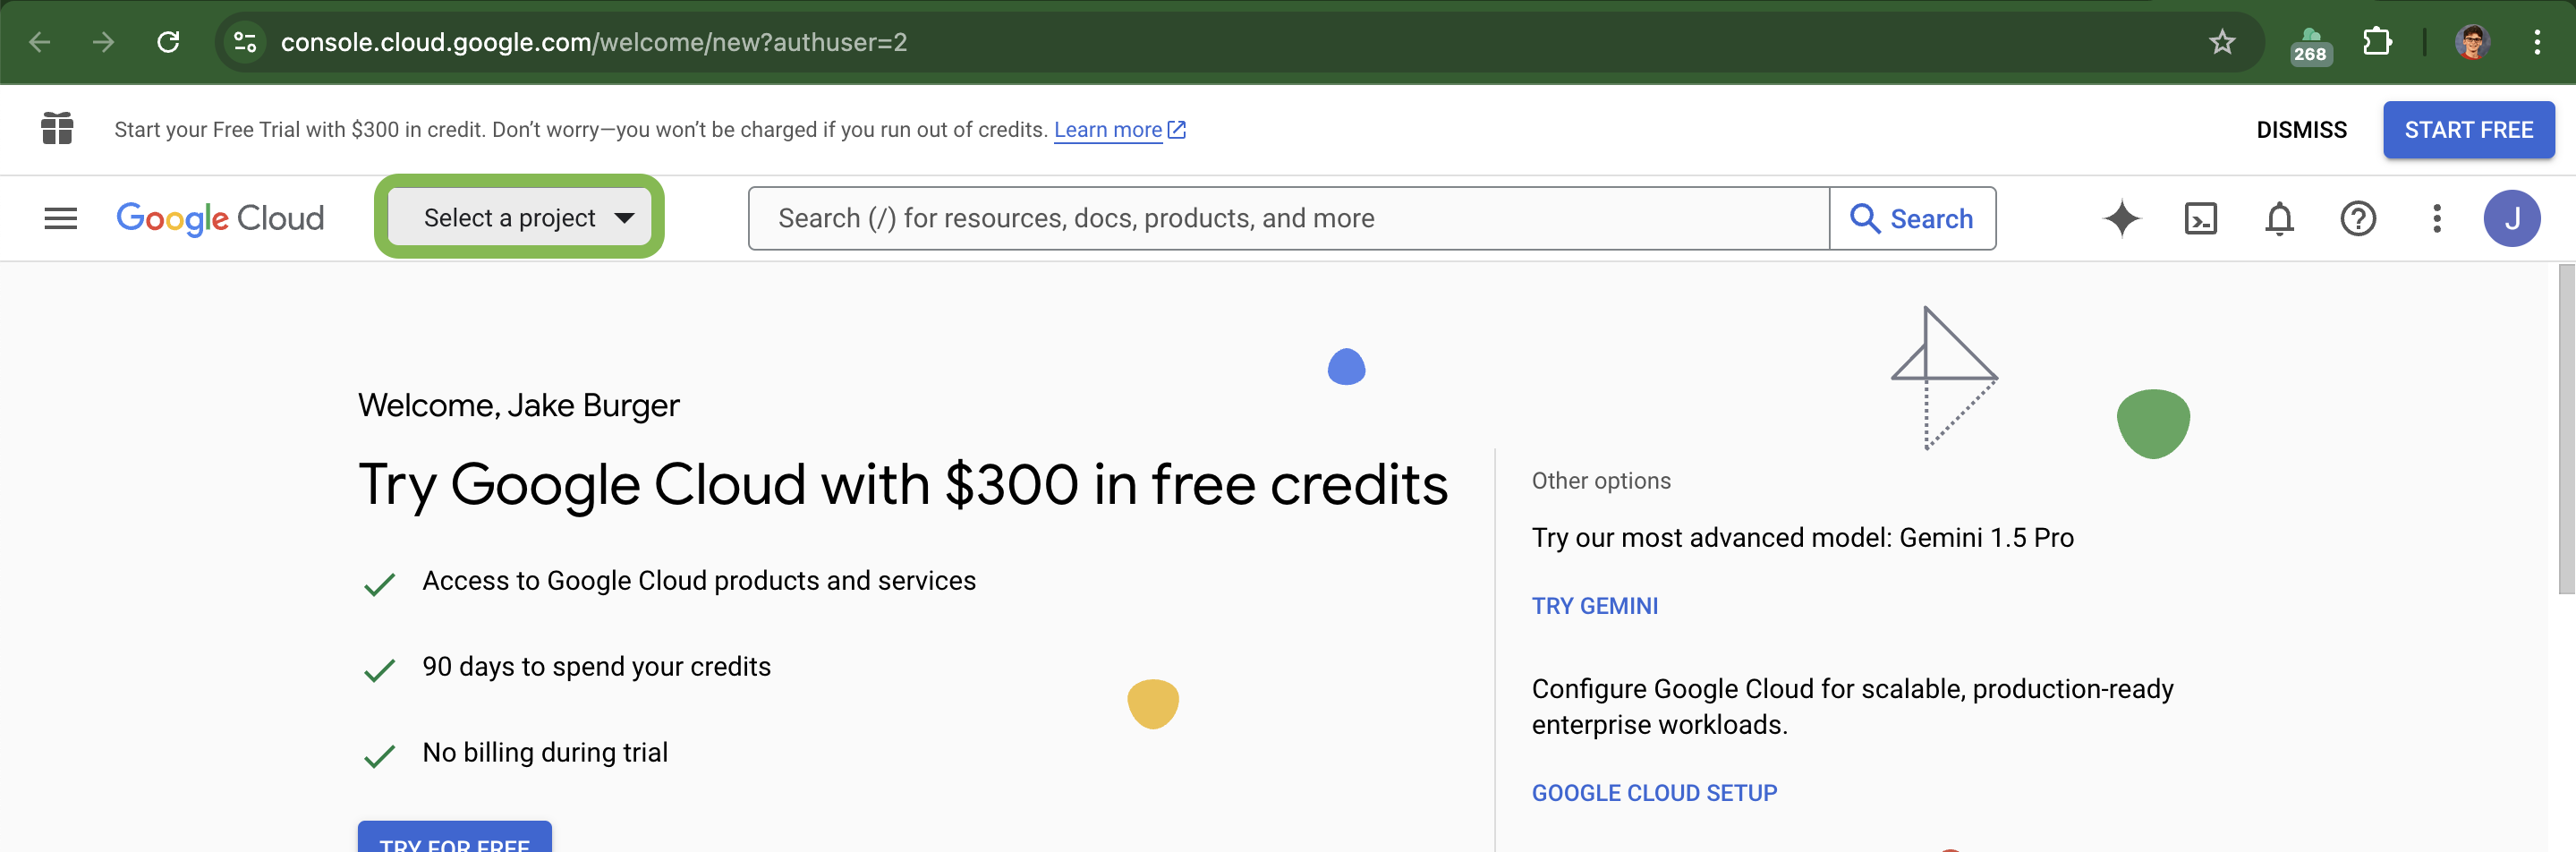 console.cloud.google.com/welcome/new?authuser=2
268
Start your Free Trial with $300 in credit. Don’t worry—you won’t be charged if you run out of credits. Learn more
DISMISS
START FREE
Google Cloud
Select a project
Search (/) for resources, docs, products, and more
Search
J
Welcome, Jake Burger
Try Google Cloud with $300 in free credits
Access to Google Cloud products and services
90 days to spend your credits
No billing during trial
TRY FOR FREE
Other options
Try our most advanced model: Gemini 1.5 Pro
TRY GEMINI
Configure Google Cloud for scalable, production-ready
enterprise workloads.
GOOGLE CLOUD SETUP